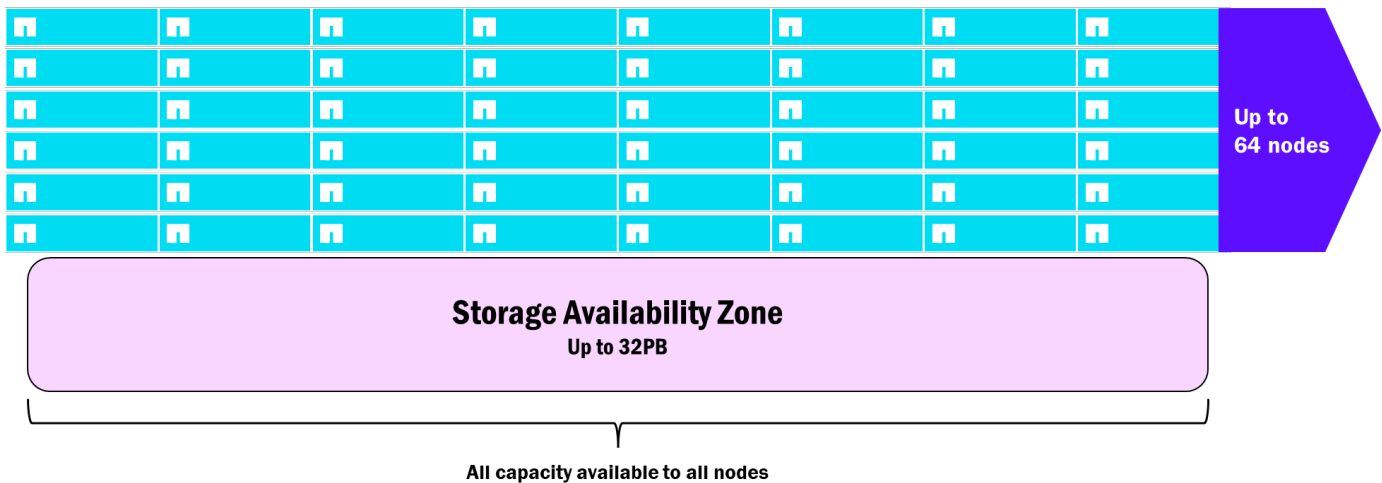 Up to
64 nodes
Storage Availability Zone
Up to 32PB
All capacity available to all nodes